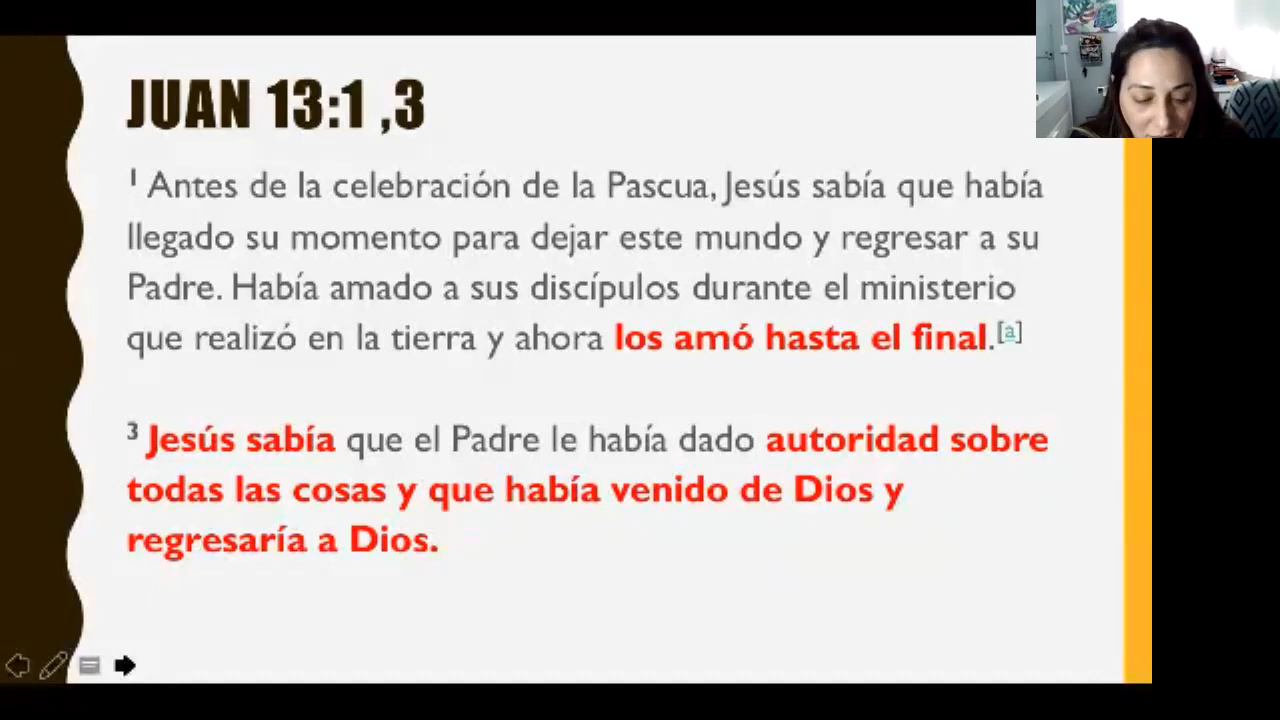 JUAN 13:1 ,3
1 Antes de la celebración de la Pascua, Jesús sabía que había
llegado su momento para dejar este mundo y regresar a su
Padre. Había amado a sus discípulos durante el ministerio
que realizó en la tierra y ahora los amó hasta el final.[a]
3 Jesús sabía que el Padre le había dado autoridad sobre
todas las cosas y que había venido de Dios y
regresaría a Dios.